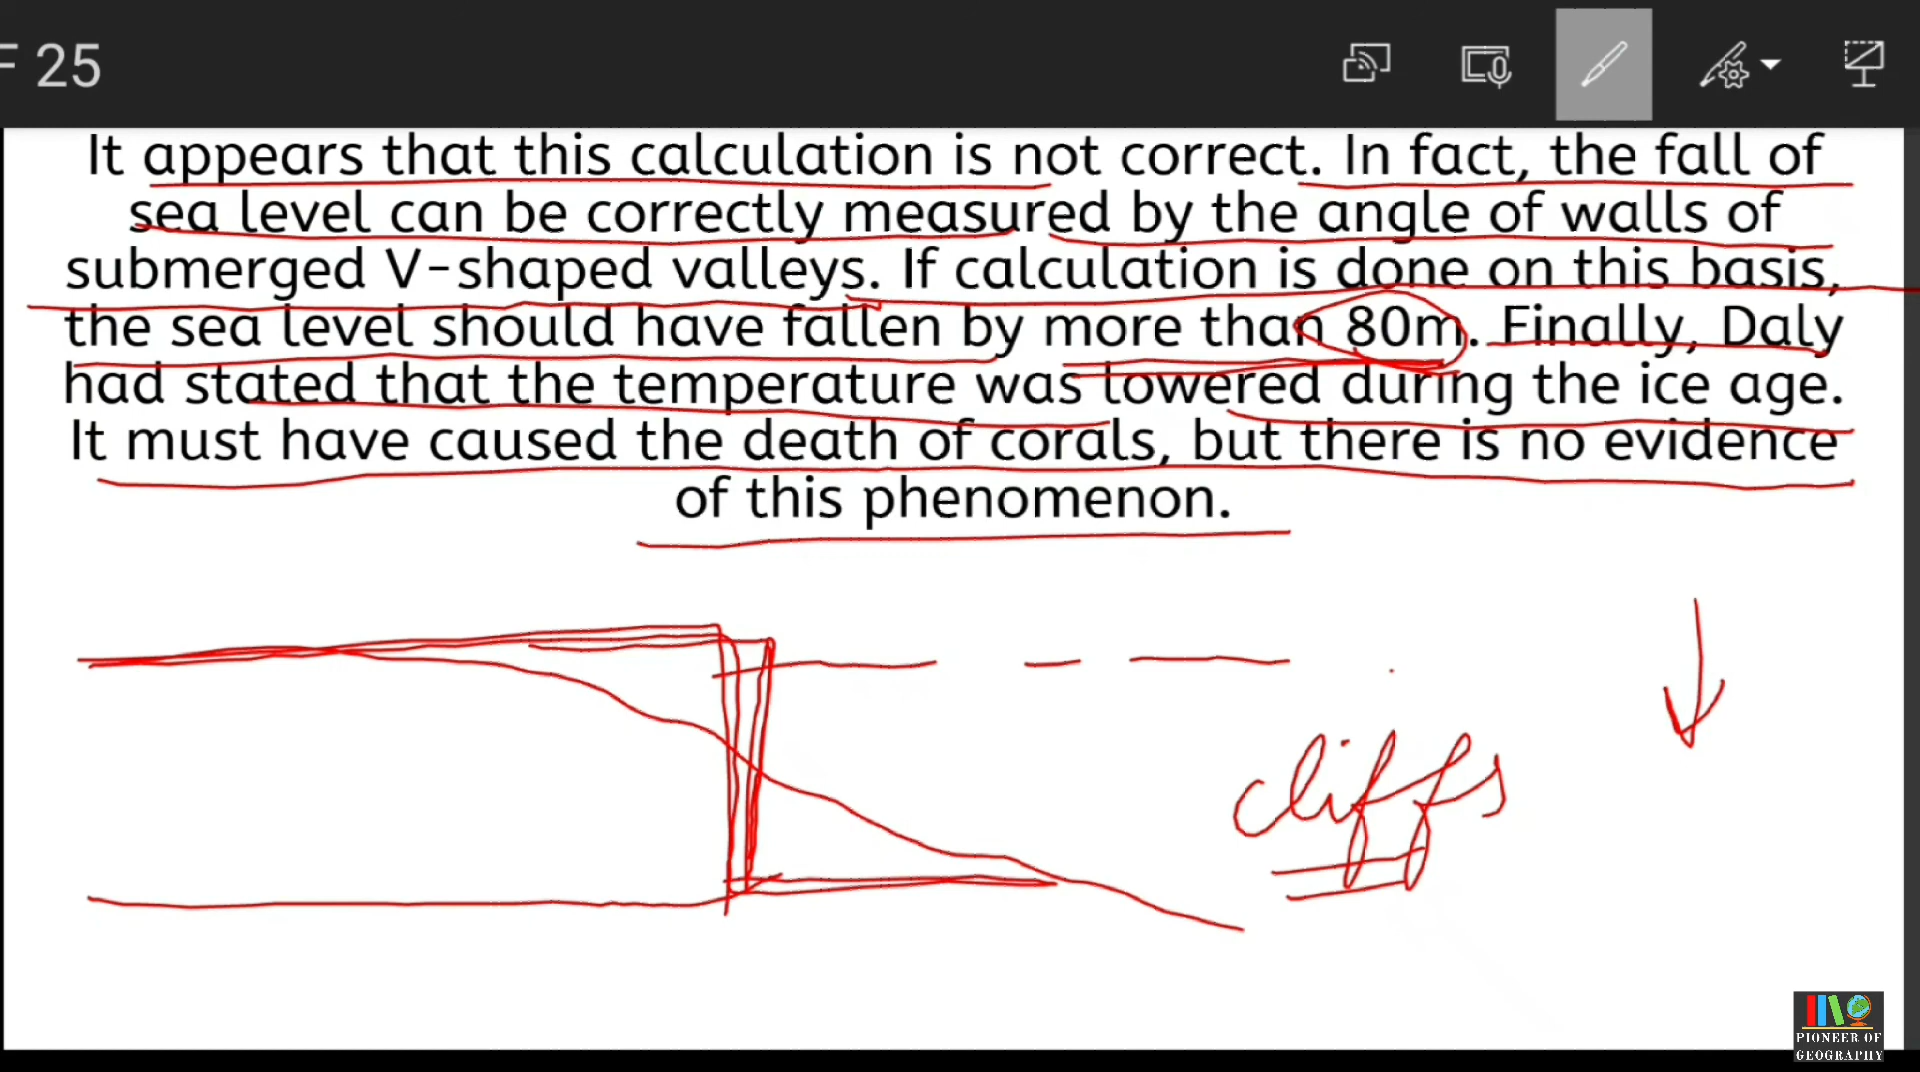 F 25
It appears that this calculation is not correct. In fact, the fall of
sea level can be correctly measured by the angle of walls of
submerged V-shaped valleys. If calculation is done on this basis,
the sea level should have fallen by more than 80m. Finally, Daly
had stated that the temperature was lowered during the ice age.
It must have caused the death of corals, but there is no evidence
of this phenomenon.
cliffs
PIONEER OF
GEOGRAPHY